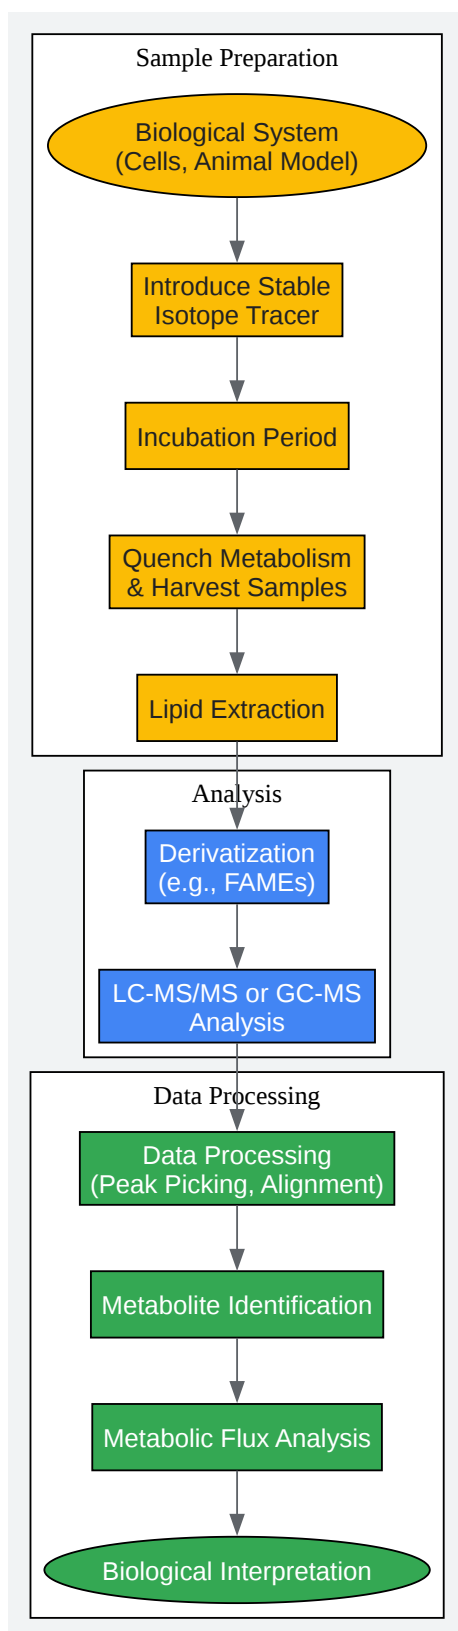 Sample Preparation
Biological System
(Cells, Animal Model)
Introduce Stable
Isotope Tracer
Incubation Period
Quench Metabolism
& Harvest Samples
Lipid Extraction
Analysis
Derivatization
(e.g., FAMEs)
LC-MS/MS or GC-MS
Analysis
Data Processing
Data Processing
(Peak Picking, Alignment)
Metabolite Identification
Metabolic Flux Analysis
Biological Interpretation